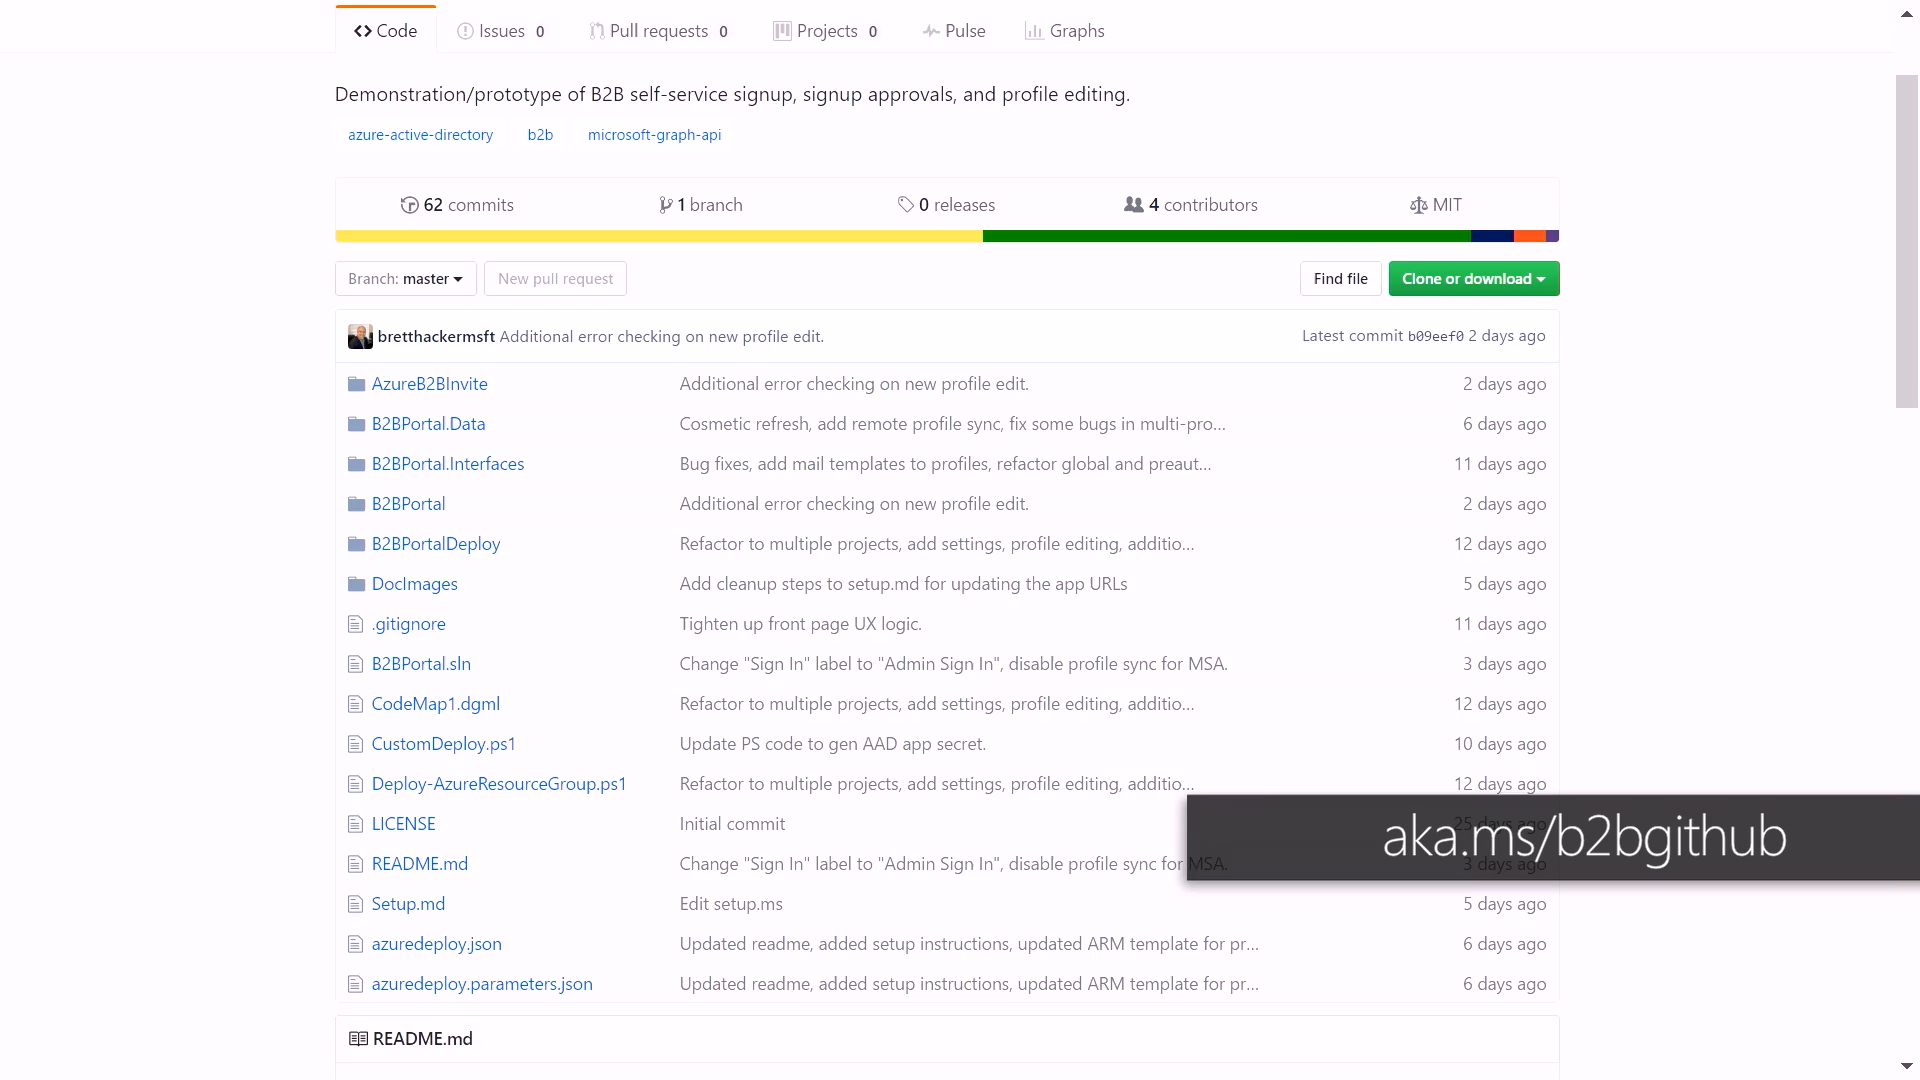 Code Issues 0 Pull requests 0 Projects 0 Pulse Graphs
Demonstration/prototype of B2B self-service signup, signup approvals, and profile editing.
azure-active-directory b2b microsoft-graph-api
62 commits 1 branch 0 releases 4 contributors MIT
Branch: master New pull request Find file Clone or download
bretthackermsft Additional error checking on new profile edit. Latest commit b09eef0 2 days ago
AzureB2BInvite Additional error checking on new profile edit. 2 days ago
B2BPortal.Data Cosmetic refresh, add remote profile sync, fix some bugs in multi-pro... 6 days ago
B2BPortal.Interfaces Bug fixes, add mail templates to profiles, refactor global and preaut... 11 days ago
B2BPortal Additional error checking on new profile edit. 2 days ago
B2BPortalDeploy Refactor to multiple projects, add settings, profile editing, additio... 12 days ago
DocImages Add cleanup steps to setup.md for updating the app URLs 5 days ago
.gitignore Tighten up front page UX logic. 11 days ago
B2BPortal.sln Change "Sign In" label to "Admin Sign In", disable profile sync for MSA. 3 days ago
CodeMap1.dgml Refactor to multiple projects, add settings, profile editing, additio... 12 days ago
CustomDeploy.ps1 Update PS code to gen AAD app secret. 10 days ago
Deploy-AzureResourceGroup.ps1 Refactor to multiple projects, add settings, profile editing, additio... 12 days ago
LICENSE Initial commit 25 days ago
aka.ms/b2bgithub
README.md Change "Sign In" label to "Admin Sign In", disable profile sync for MSA. 3 days ago
Setup.md Edit setup.ms 5 days ago
azuredeploy.json Updated readme, added setup instructions, updated ARM template for pr... 6 days ago
azuredeploy.parameters.json Updated readme, added setup instructions, updated ARM template for pr... 6 days ago
README.md